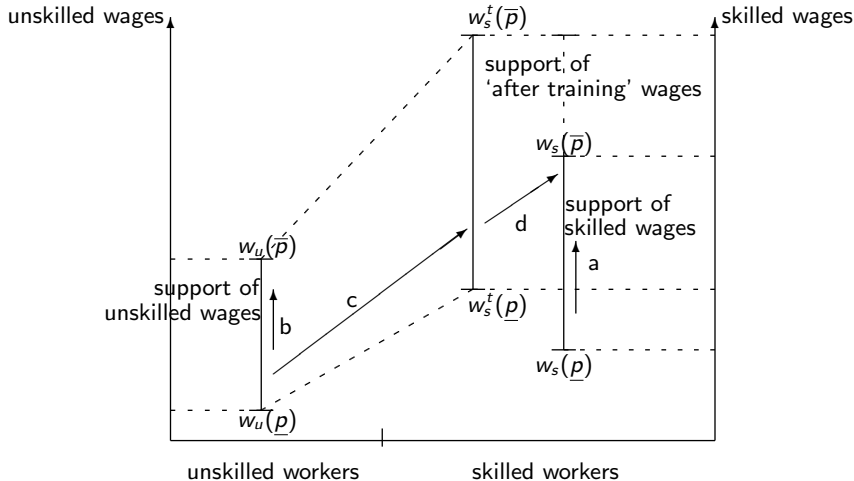 unskilled wages
skilled wages
w_s^t(p̅)
support of
‘after training’ wages
w_s(p̅)
support of
skilled wages
d
a
w_u(p̅)
support of
unskilled wages
c
b
w_s^t(p̲)
w_s(p̲)
w_u(p̲)
unskilled workers
skilled workers